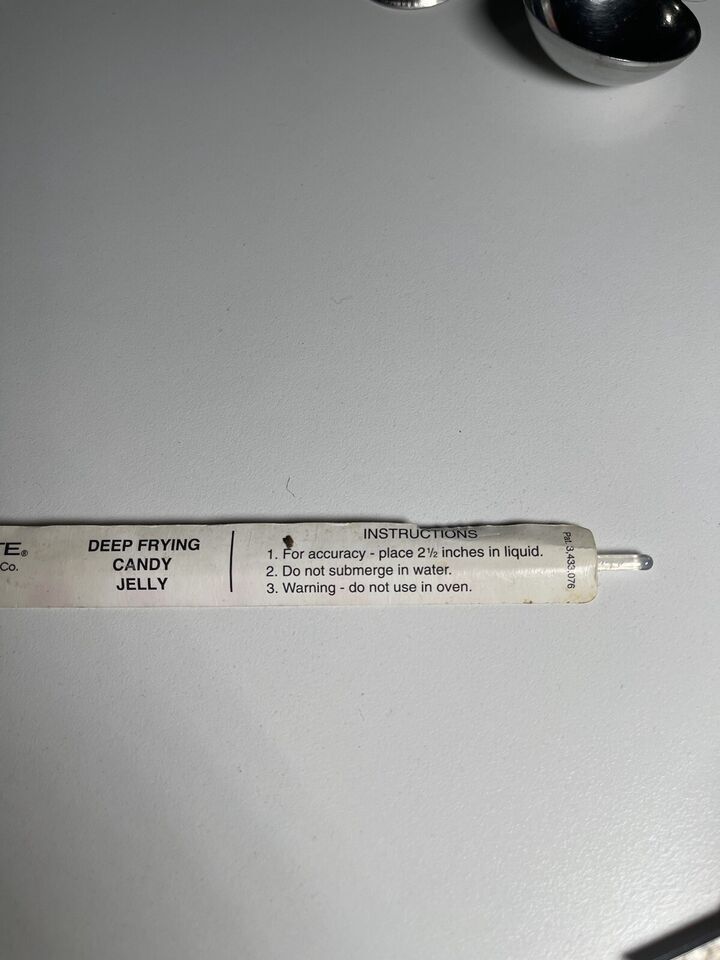 TE®
Co.
DEEP FRYING
CANDY
JELLY
INSTRUCTIONS
1. For accuracy - place 2½ inches in liquid.
2. Do not submerge in water.
3. Warning - do not use in oven.
Pat. 3,433,076